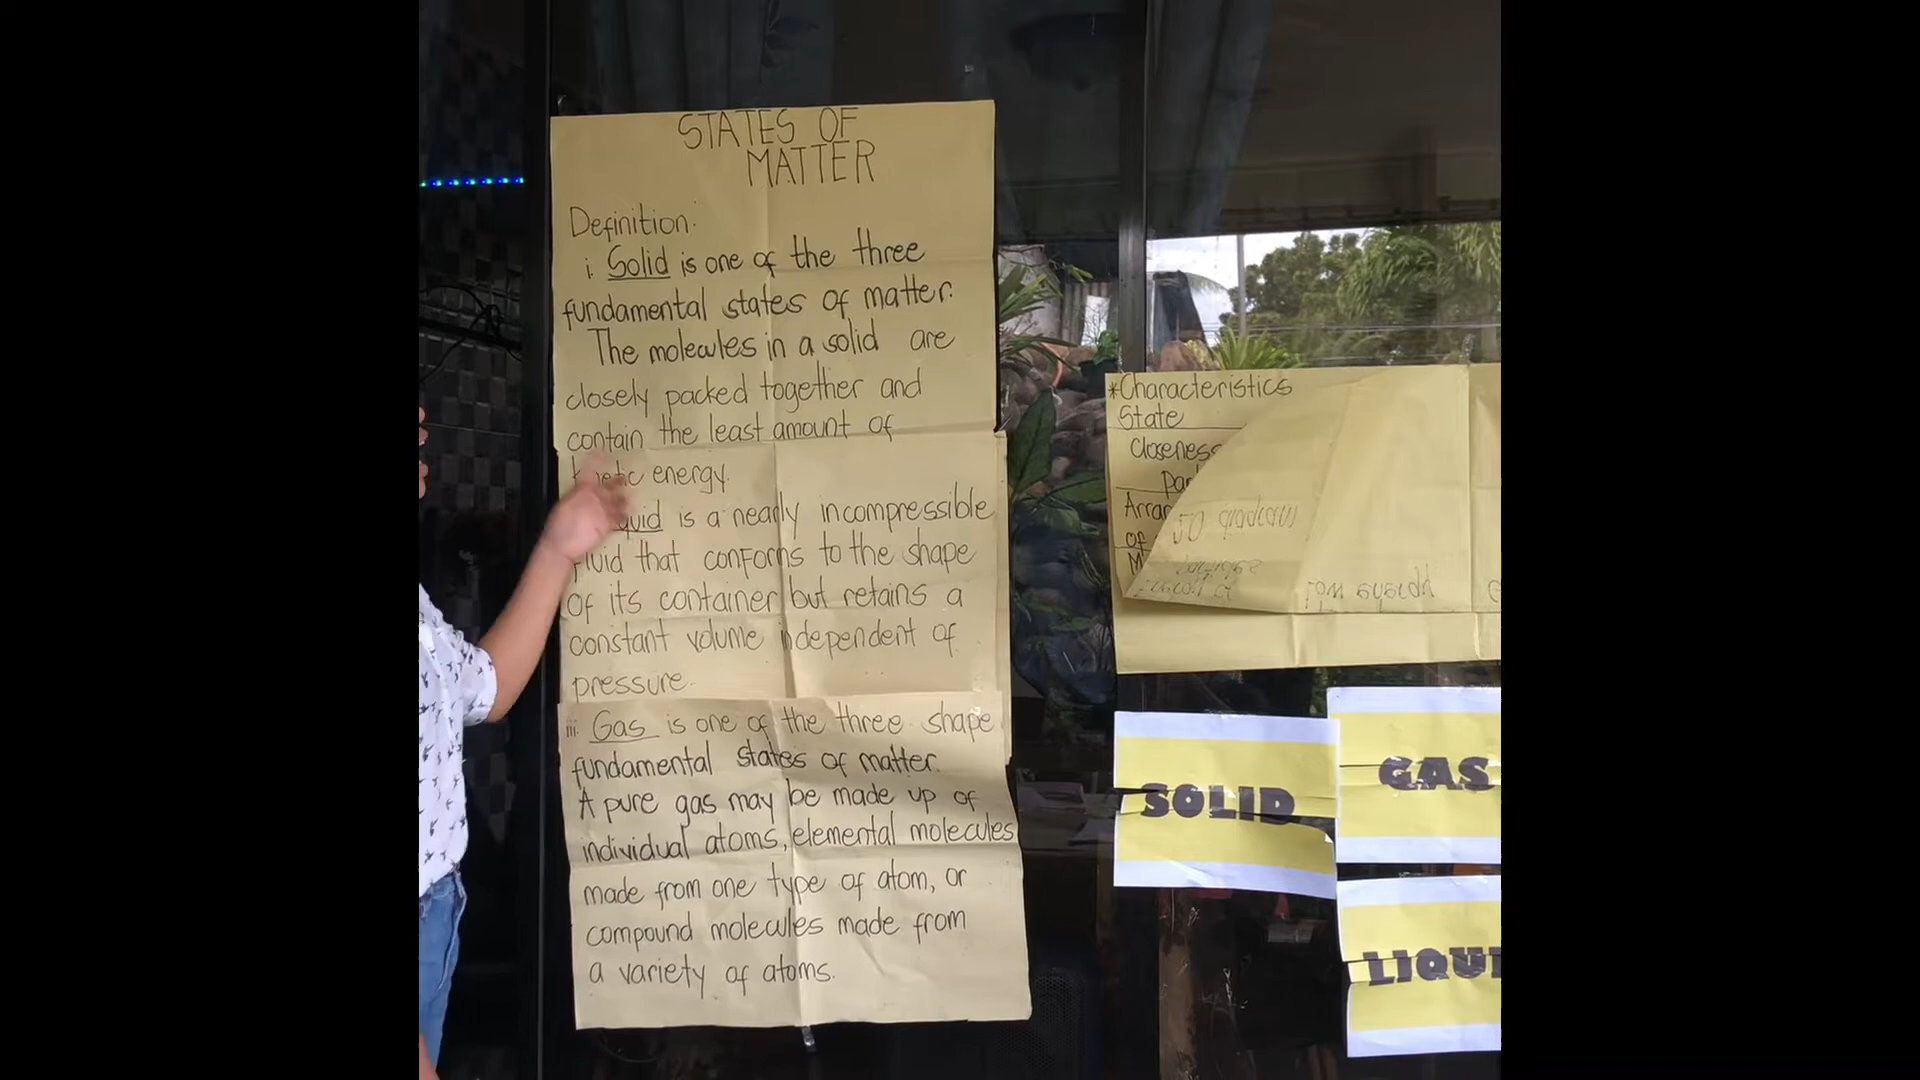 STATES OF
MATTER
Definition:
i. Solid is one of the three
fundamental states of matter.
The molecules in a solid are
closely packed together and
contain the least amount of
energy.
is a nearly incompressible
fluid that conforms to the shape
of its container but retains a
constant volume independent of
pressure.
iii. Gas is one of the three shape
fundamental states of matter.
A pure gas may be made up of
individual atoms, elemental molecules
made from one type of atom, or
compound molecules made from
a variety of atoms.
*Characteristics
State
Closeness
of
SOLID
GAS